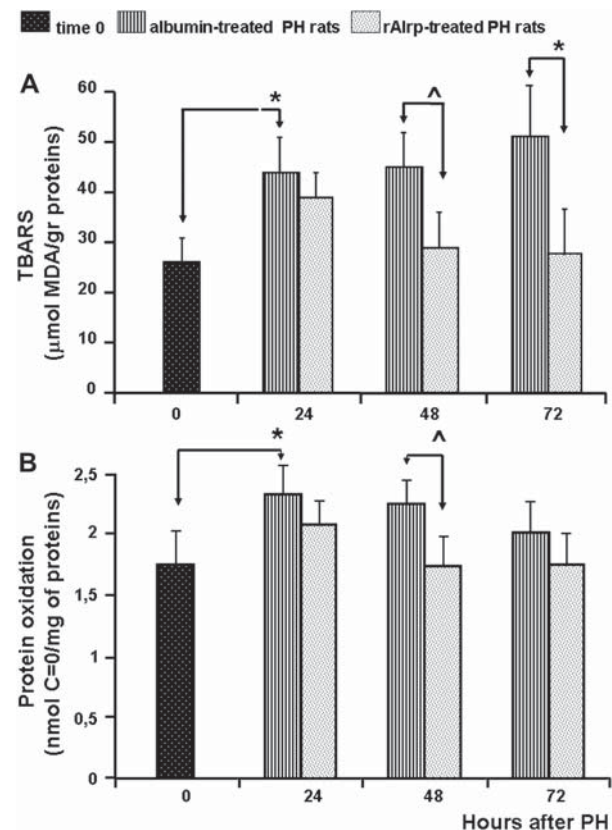 time 0 albumin-treated PH rats rAlrp-treated PH rats
A
TBARS
(µmol MDA/gr proteins)
60
50
40
30
20
10
0
* ^ *
0 24 48 72
B
Protein oxidation
(nmol C=0/mg of proteins)
2,5
2
1,5
1
0,5
0
* ^
0 24 48 72
Hours after PH